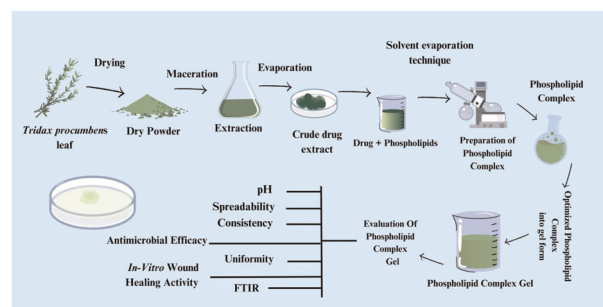 Solvent evaporation
technique
Drying
Maceration
Evaporation
Phospholipid
Complex
Tridax procumbens
leaf
Dry Powder
Extraction
Crude drug
extract
Drug + Phospholipids
Preparation of
Phospholipid
Complex
Optimized Phospholipid
Complex
into gel form
Phospholipid Complex Gel
Evaluation Of
Phospholipid
Complex
Gel
pH
Spreadability
Consistency
Antimicrobial Efficacy
Uniformity
In-Vitro Wound
Healing Activity
FTIR